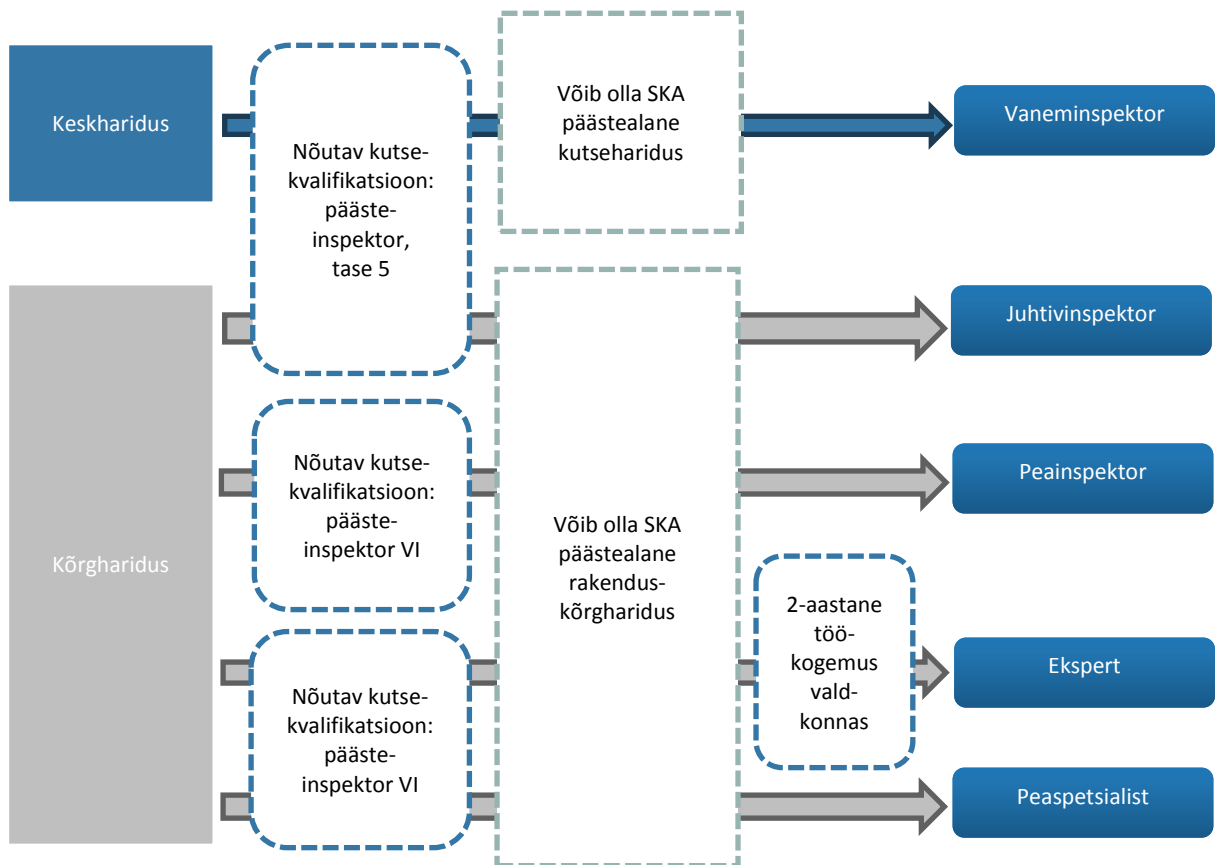 Keskharidus
Nõutav kutse-
kvalifikatsioon:
pääste-
inspektor,
tase 5
Võib olla SKA
päästealane
kutseharidus
Vaneminspektor
Kõrgharidus
Juhtivinspektor
Nõutav kutse-
kvalifikatsioon:
pääste-
inspektor VI
Võib olla SKA
päästealane
rakendus-
kõrgharidus
Peainspektor
Nõutav kutse-
kvalifikatsioon:
pääste-
inspektor VI
2-aastane
töö-
kogemus
vald-
konnas
Ekspert
Peaspetsialist